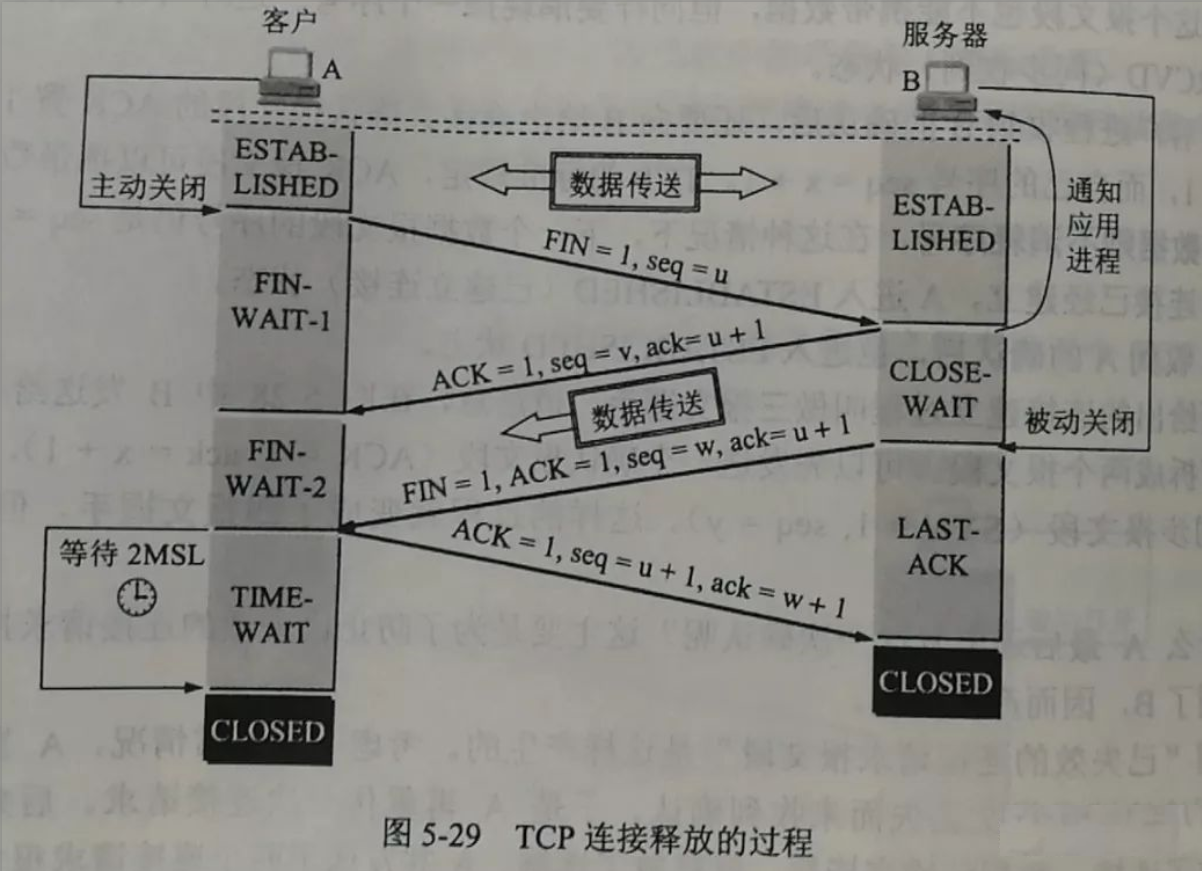 客户
服务器
A
B
ESTAB-
LISHED
主动关闭
数据传送
ESTAB-
LISHED
通知
应用
进程
FIN = 1, seq = u
FIN-
WAIT-1
ACK = 1, seq = v, ack= u + 1
CLOSE-
WAIT
数据传送
被动关闭
FIN-
WAIT-2
FIN = 1, ACK = 1, seq = w, ack= u + 1
ACK = 1, seq = u + 1, ack = w + 1
LAST-
ACK
等待 2MSL
TIME-
WAIT
CLOSED
CLOSED
图 5-29 TCP 连接释放的过程